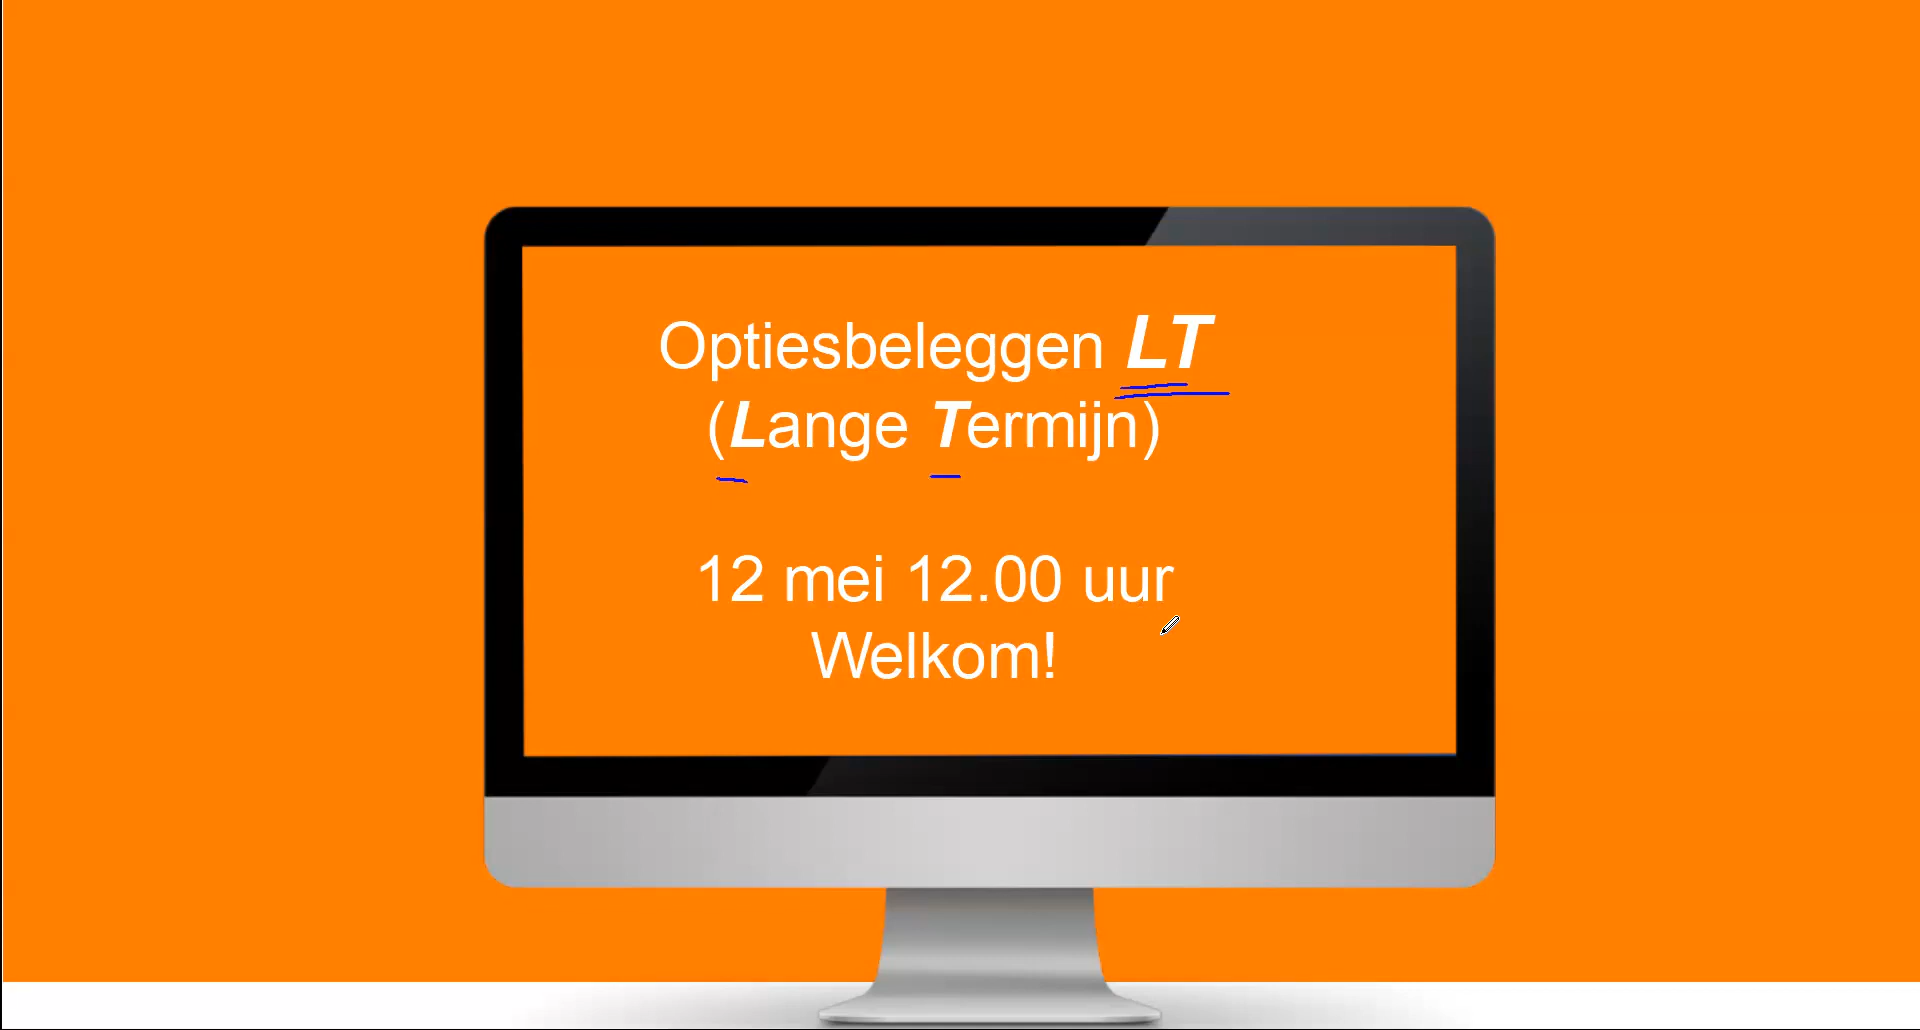 Optiesbeleggen LT
(Lange Termijn)
12 mei 12.00 uur
Welkom!